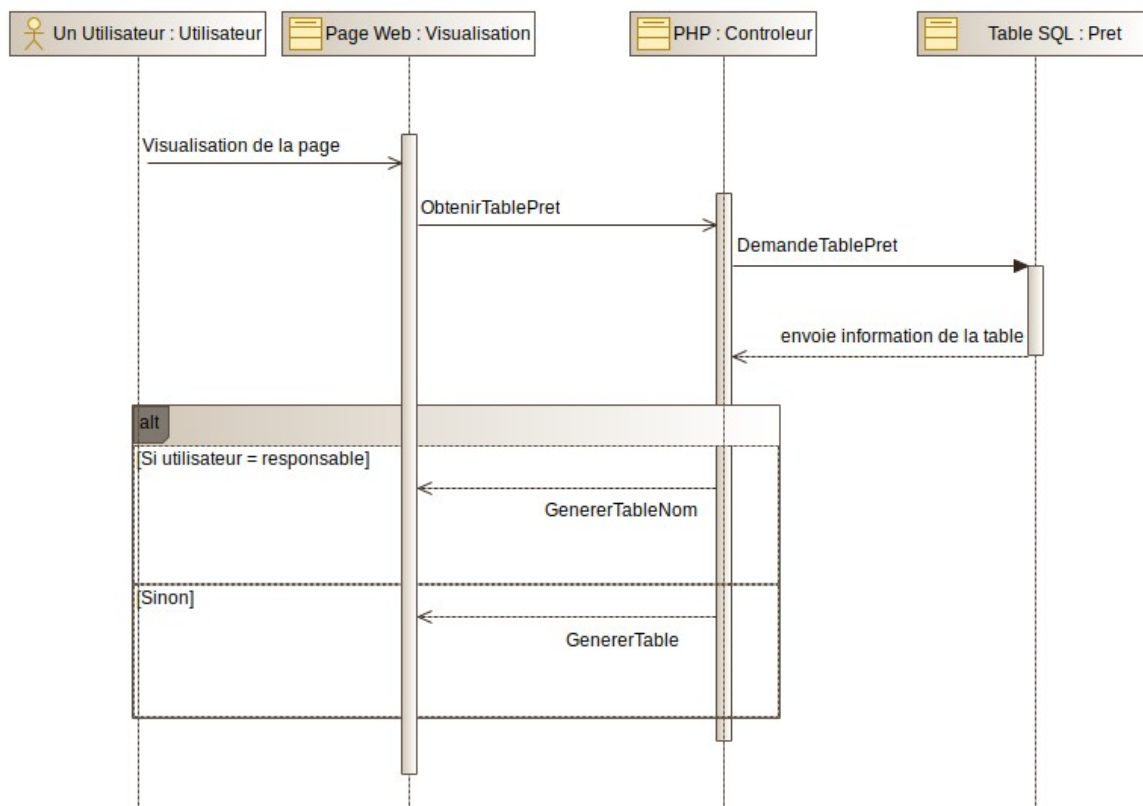 Un Utilisateur : Utilisateur
Page Web : Visualisation
PHP : Controleur
Table SQL : Pret
Visualisation de la page
ObtenirTablePret
DemandeTablePret
envoie information de la table
alt
[Si utilisateur = responsable]
GenererTableNom
[Sinon]
GenererTable